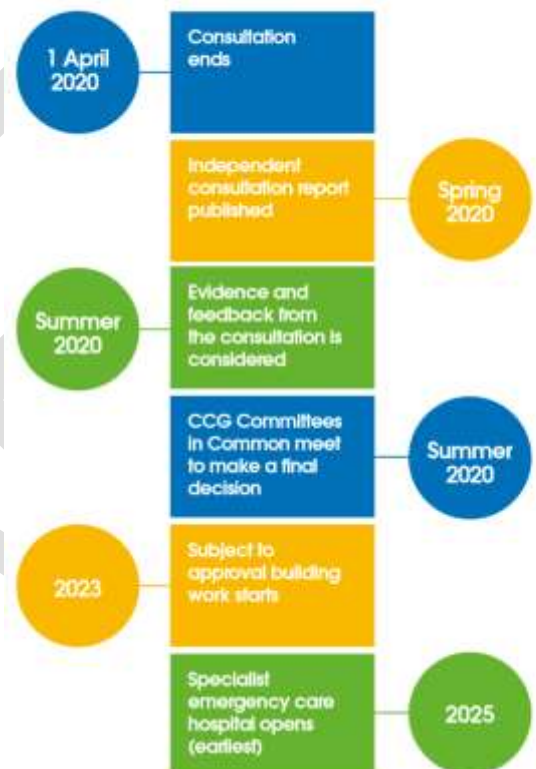 1 April
2020
Consultation
ends
Independent
consultation report
published
Spring
2020
Summer
2020
Evidence and
feedback from
the consultation is
considered
CCG Committees
in Common meet
to make a final
decision
Summer
2020
2023
Subject to
approval building
work starts
Specialist
emergency care
hospital opens
(earliest)
2025